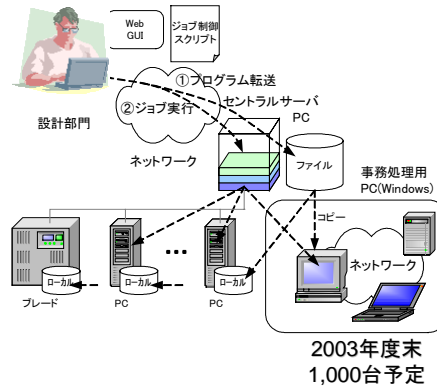 Web
GUI
ジョブ制御
スクリプト
①プログラム転送
②ジョブ実行
セントラルサーバ
PC
設計部門
ネットワーク
ファイル
事務処理用
PC(Windows)
コピー
ネットワーク
ローカル
ローカル
ローカル
ブレード
PC
PC
2003年度末
1,000台予定